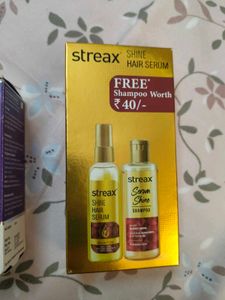 streax SHINE
HAIR SERUM
FREE*
Shampoo Worth
₹40/-
streax
SHINE
HAIR
SERUM
streax
Serum
Shine
SHAMPOO